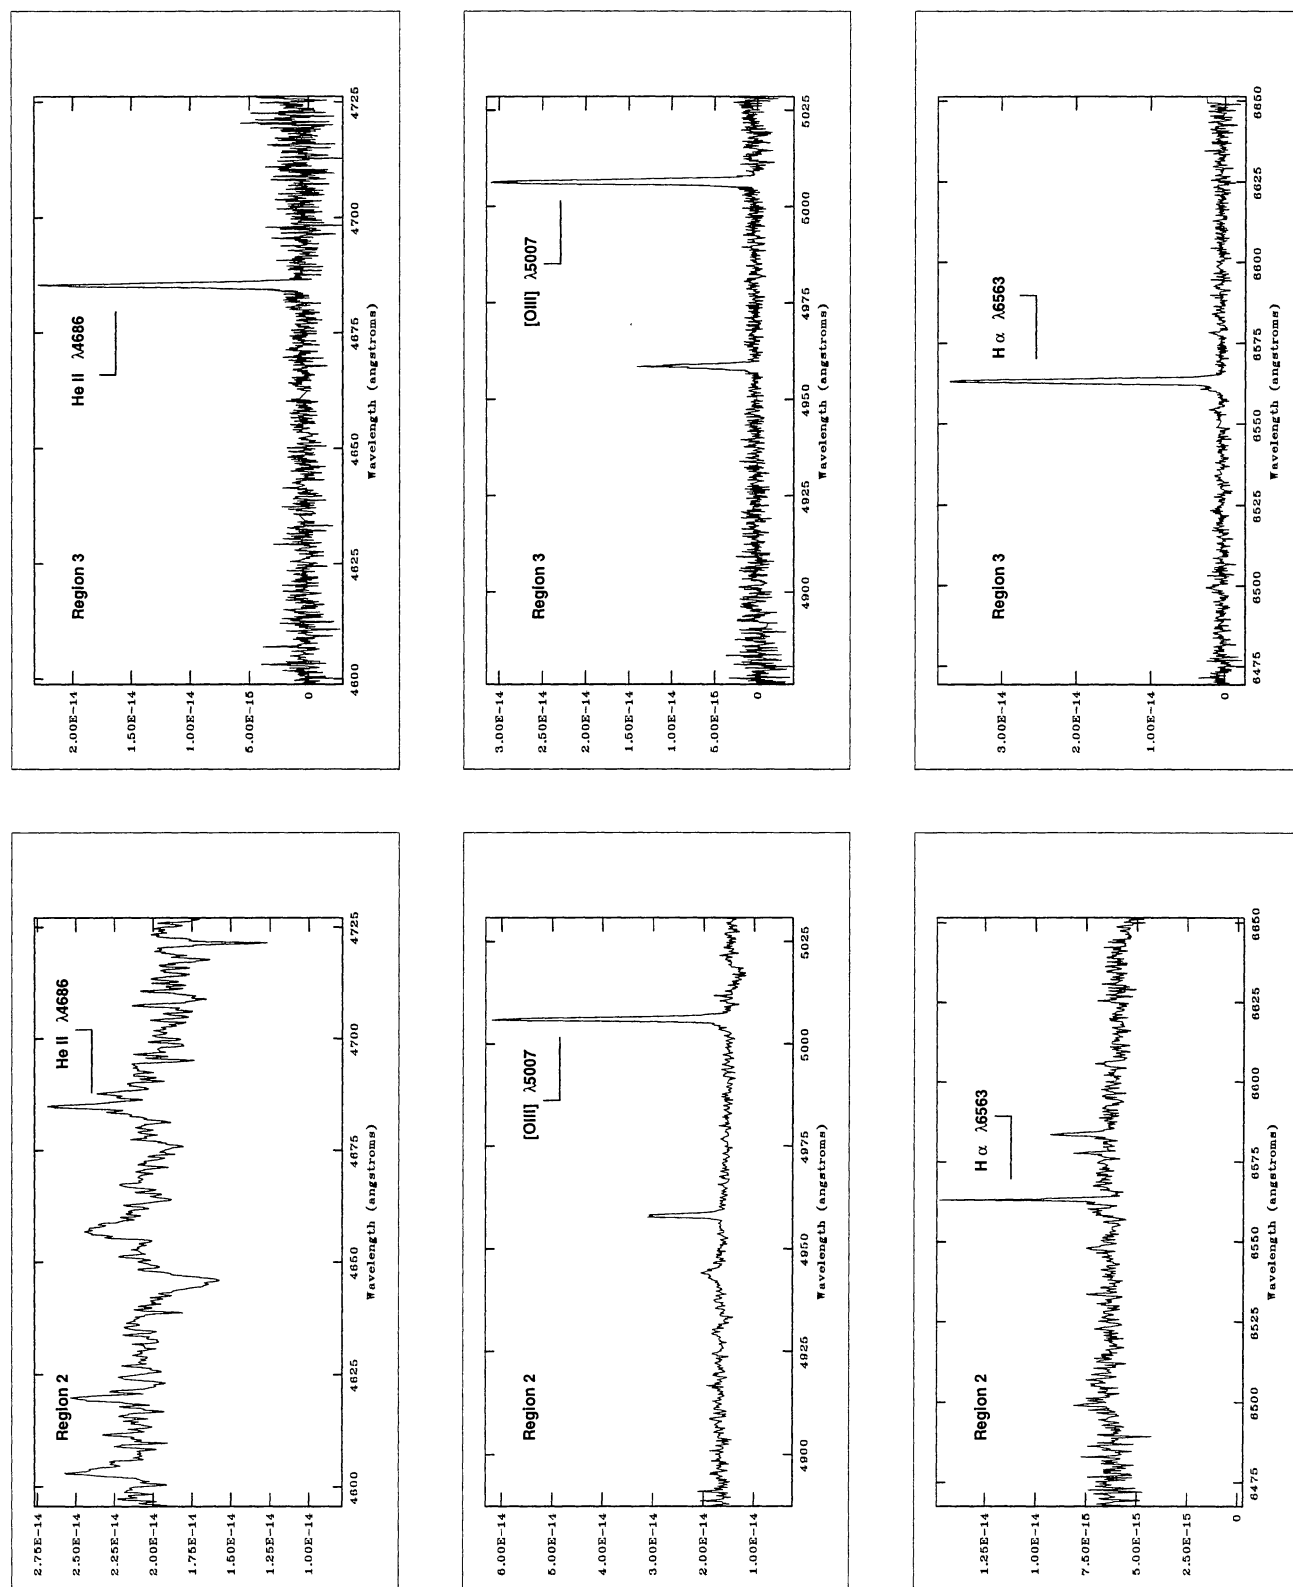 Region 2
He II λ4686
2.75E-14
2.50E-14
2.25E-14
2.00E-14
1.75E-14
1.50E-14
1.25E-14
1.00E-14
4600 4625 4650 4675 4700 4725
Wavelength (angstroms)
Region 3
He II λ4686
2.00E-14
1.50E-14
1.00E-14
5.00E-15
0
4600 4625 4650 4675 4700 4725
Wavelength (angstroms)
Region 2
[OIII] λ5007
6.00E-14
5.00E-14
4.00E-14
3.00E-14
2.00E-14
1.00E-14
4900 4925 4950 4975 5000 5025
Wavelength (angstroms)
Region 3
[OIII] λ5007
3.00E-14
2.50E-14
2.00E-14
1.50E-14
1.00E-14
5.00E-15
0
4900 4925 4950 4975 5000 5025
Wavelength (angstroms)
Region 2
H α λ6563
1.25E-14
1.00E-14
7.50E-15
5.00E-15
2.50E-15
0
6475 6500 6525 6550 6575 6600 6625 6650
Wavelength (angstroms)
Region 3
H α λ6563
3.00E-14
2.00E-14
1.00E-14
0
6475 6500 6525 6550 6575 6600 6625 6650
Wavelength (angstroms)